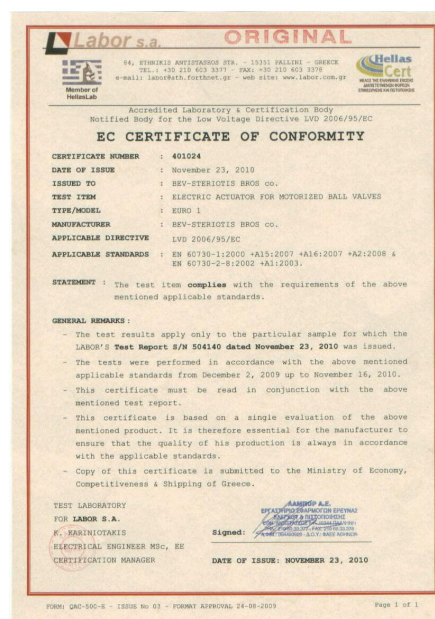 Labor s.a.
ORIGINAL
84, ETHNIKIS ANTISTASEOS STR. - 15351 PALLINI - GREECE
TEL.: +30 210 603 3377 - FAX: +30 210 603 3378
e-mail: labor@ath.forthnet.gr - web site: www.labor.com.gr
Member of
HellasLab
Hellas
Cert
Accredited Laboratory & Certification Body
Notified Body for the Low Voltage Directive LVD 2006/95/EC
EC CERTIFICATE OF CONFORMITY
CERTIFICATE NUMBER : 401024
DATE OF ISSUE : November 23, 2010
ISSUED TO : BEV-STERIOTIS BROS co.
TEST ITEM : ELECTRIC ACTUATOR FOR MOTORIZED BALL VALVES
TYPE/MODEL : EURO 1
MANUFACTURER : BEV-STERIOTIS BROS co.
APPLICABLE DIRECTIVE LVD 2006/95/EC
APPLICABLE STANDARDS : EN 60730-1:2000 +A15:2007 +A16:2007 +A2:2008 &
EN 60730-2-8:2002 +A1:2003.
STATEMENT : The test item complies with the requirements of the above
mentioned applicable standards.
GENERAL REMARKS:
- The test results apply only to the particular sample for which the
LABOR'S Test Report S/N 504140 dated November 23, 2010 was issued.
- The tests were performed in accordance with the above mentioned
applicable standards from December 2, 2009 up to November 16, 2010.
- This certificate must be read in conjunction with the above
mentioned test report.
- This certificate is based on a single evaluation of the above
mentioned product. It is therefore essential for the manufacturer to
ensure that the quality of his production is always in accordance
with the applicable standards.
- Copy of this certificate is submitted to the Ministry of Economy,
Competitiveness & Shipping of Greece.
TEST LABORATORY
FOR LABOR S.A.
K. KARINIOTAKIS
ELECTRICAL ENGINEER MSc, EE
CERTIFICATION MANAGER
ΛΑΜΠΟΡ Α.Ε.
ΕΡΓΑΣΤΗΡΙΟ ΕΦΑΡΜΟΓΩΝ ΕΡΕΥΝΑΣ
Signed:
DATE OF ISSUE: NOVEMBER 23, 2010
FORM: QAC-500-E - ISSUE No 03 - FORMAT APPROVAL 24-08-2009
Page 1 of 1